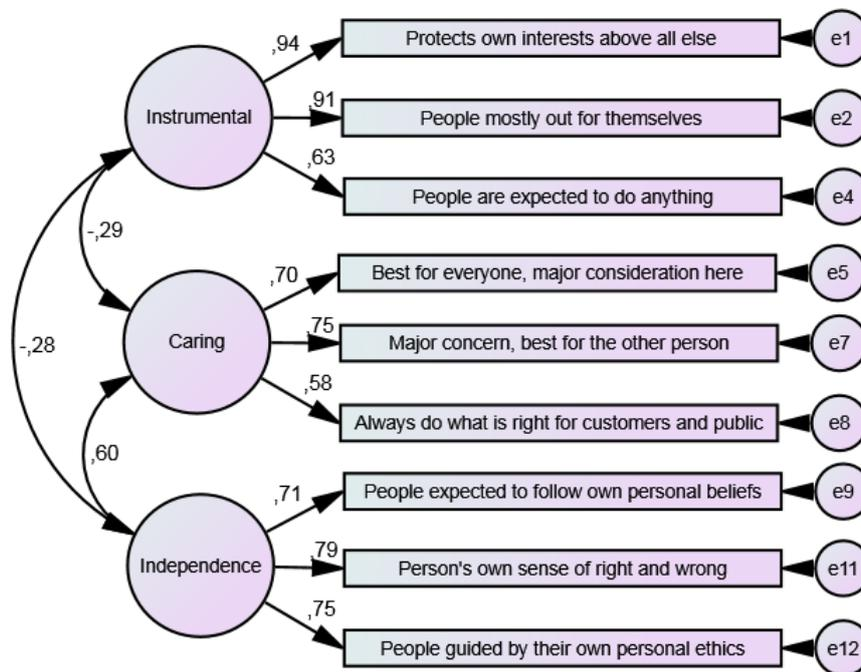 ,94
Protects own interests above all else
e1
Instrumental
,91
People mostly out for themselves
e2
,63
People are expected to do anything
e4
-,29
,70
Best for everyone, major consideration here
e5
-,28
Caring
,75
Major concern, best for the other person
e7
,58
Always do what is right for customers and public
e8
,60
,71
People expected to follow own personal beliefs
e9
Independence
,79
Person's own sense of right and wrong
e11
,75
People guided by their own personal ethics
e12